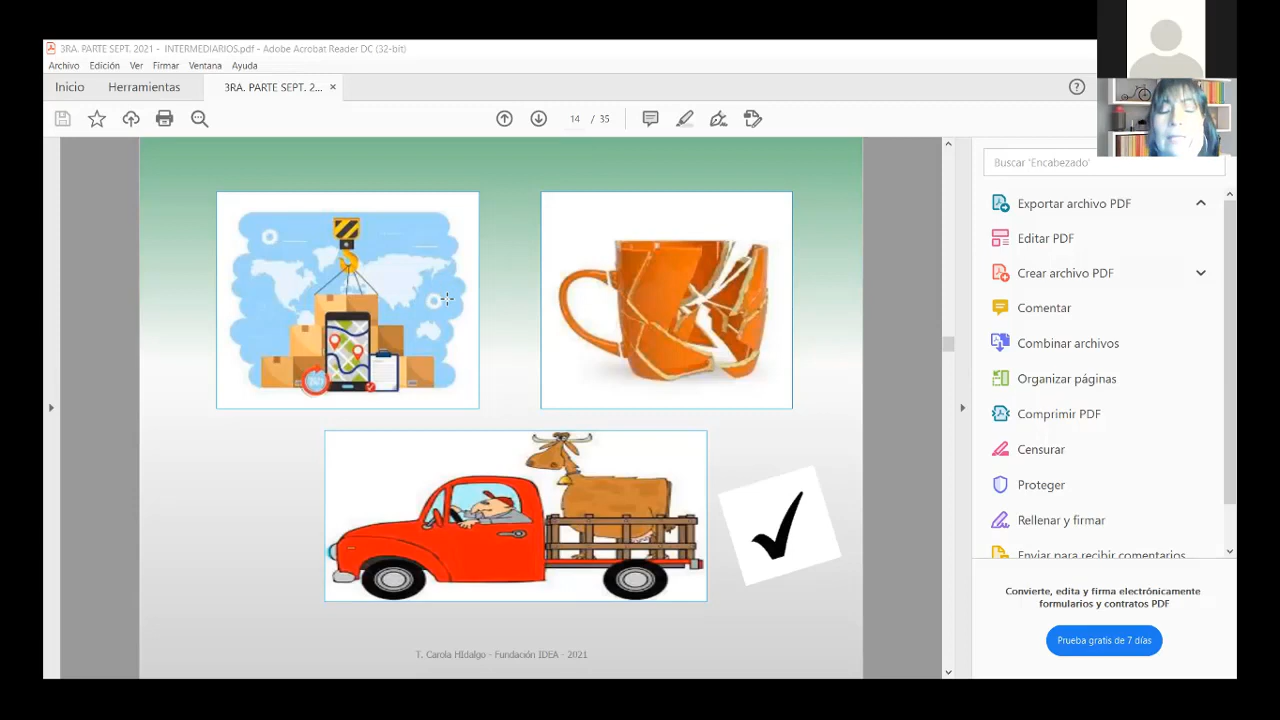 3RA. PARTE SEPT. 2021 - INTERMEDIARIOS.pdf - Adobe Acrobat Reader DC (32-bit)
Archivo Edición Ver Firmar Ventana Ayuda
Inicio Herramientas 3RA. PARTE SEPT. 2... ×
14 / 35
Buscar 'Encabezado'
Exportar archivo PDF
Editar PDF
Crear archivo PDF
Comentar
Combinar archivos
Organizar páginas
Comprimir PDF
Censurar
Proteger
Rellenar y firmar
Enviar para recibir comentarios
Convierte, edita y firma electrónicamente
formularios y contratos PDF
Prueba gratis de 7 días
T. Carola HIdalgo - Fundación IDEA - 2021